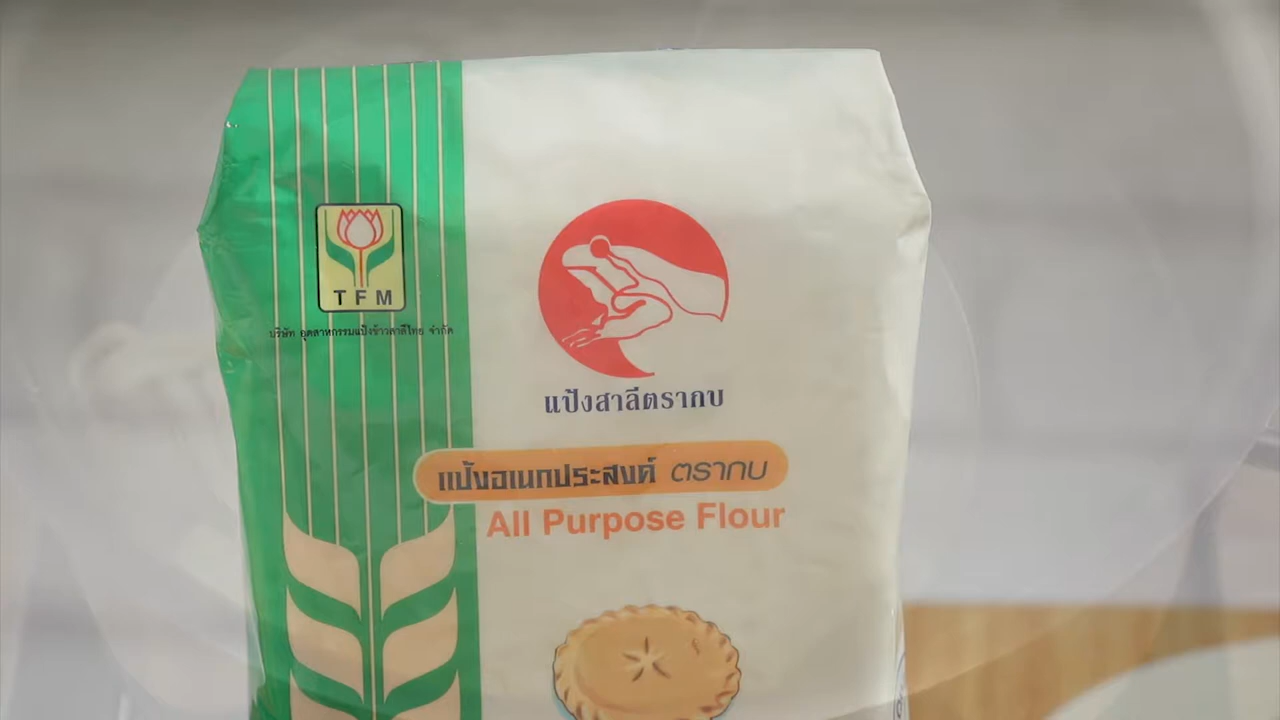 TFM
บริษัท อุตสาหกรรมแป้งข้าวสาลีไทย จำกัด
แป้งสาลีตรากบ
แป้งอเนกประสงค์ ตรากบ
All Purpose Flour